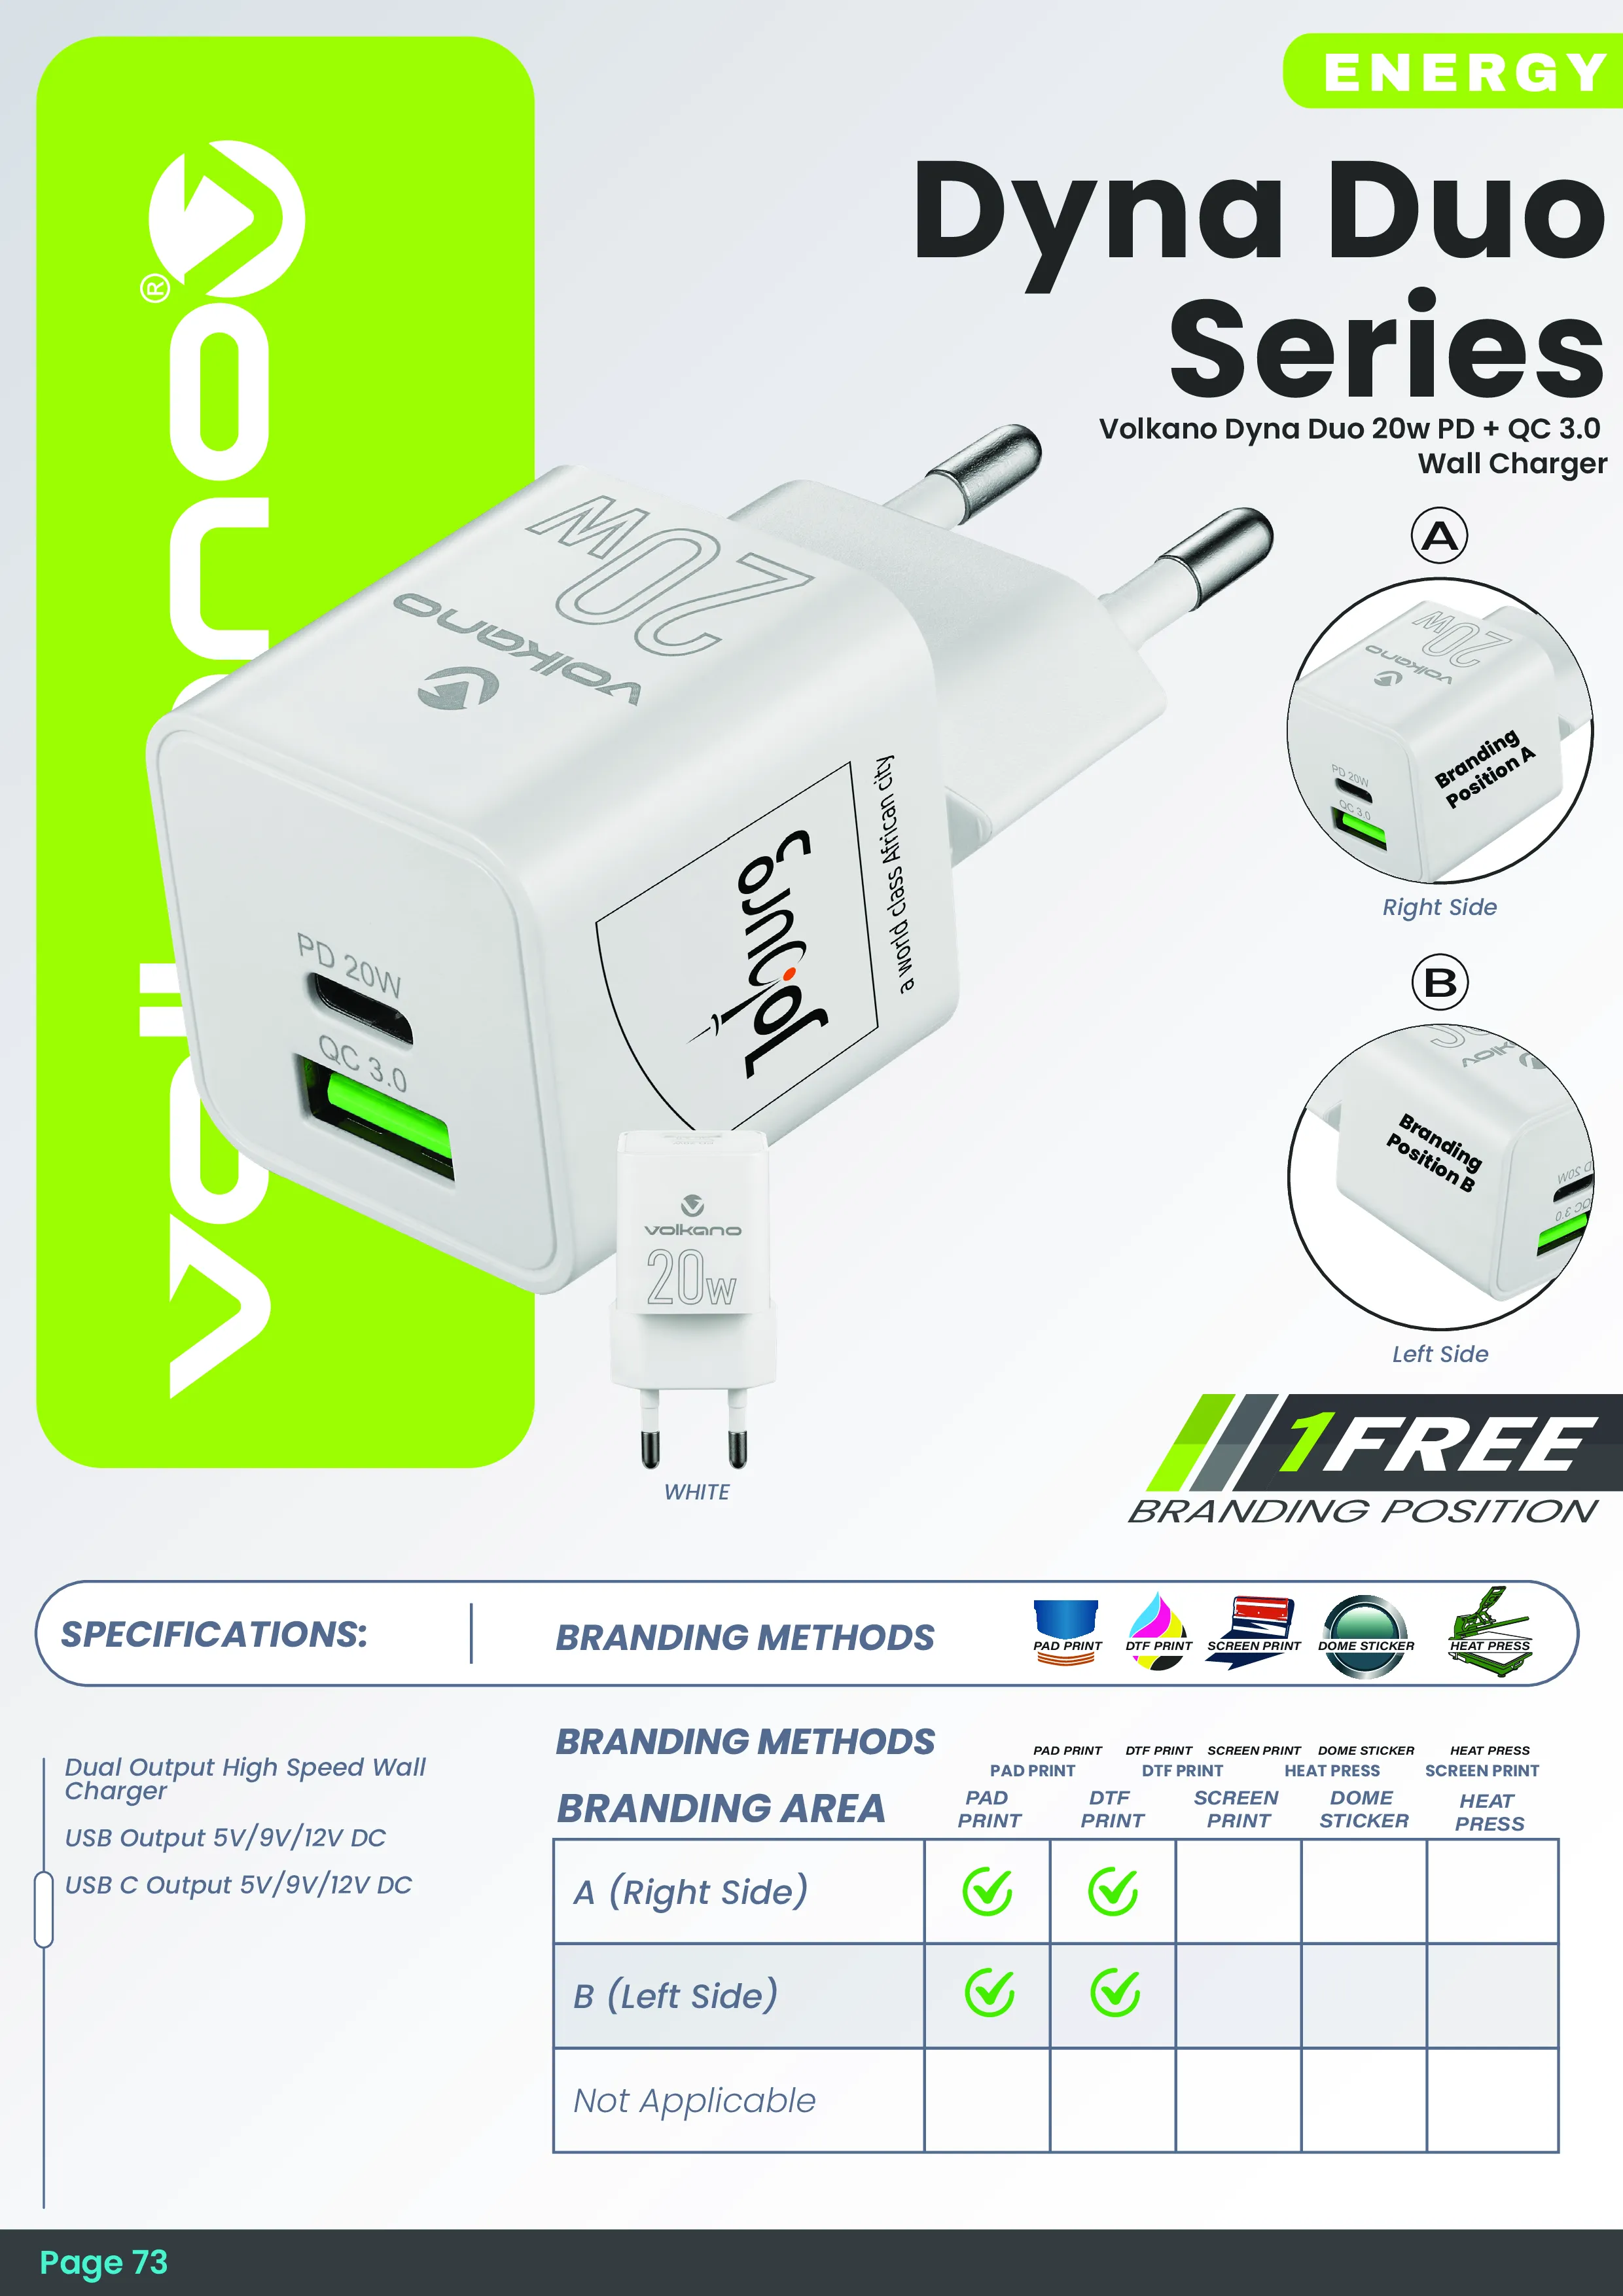 ENERGY
Dyna Duo
Series
Volkano Dyna Duo 20w PD + QC 3.0
Wall Charger
volkano®
20W
volkano
PD 20W
QC 3.0
Joburg
a world class African city
A
20W
volkano
PD 20W
QC 3.0
Branding
Position A
Right Side
B
Branding
Position B
PD 20W
QC 3.0
Left Side
volkano
20w
WHITE
1FREE
BRANDING POSITION
SPECIFICATIONS:
BRANDING METHODS
PAD PRINT DTF PRINT SCREEN PRINT DOME STICKER HEAT PRESS
Dual Output High Speed Wall
Charger
USB Output 5V/9V/12V DC
USB C Output 5V/9V/12V DC
BRANDING METHODS
PAD PRINT DTF PRINT SCREEN PRINT DOME STICKER HEAT PRESS
PAD PRINT DTF PRINT HEAT PRESS SCREEN PRINT
BRANDING AREA
PAD PRINT DTF PRINT SCREEN PRINT DOME STICKER HEAT PRESS
A (Right Side)
B (Left Side)
Not Applicable
Page 73